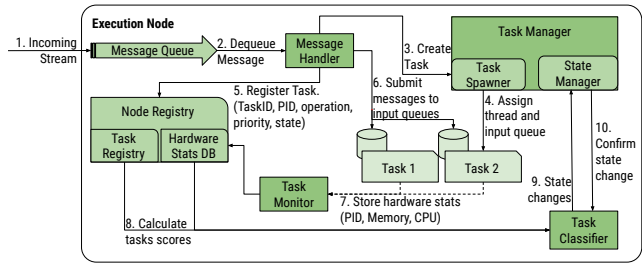 Execution Node
1. Incoming
Stream
Message Queue
2. Dequeue
Message
Message
Handler
3. Create
Task
Task Manager
Task
Spawner
State
Manager
4. Assign
thread and
input queue
5. Register Task.
(TaskID, PID, operation,
priority, state)
6. Submit
messages to
input queues
Node Registry
Task
Registry
Hardware
Stats DB
Task 1
Task 2
Task
Monitor
7. Store hardware stats
(PID, Memory, CPU)
8. Calculate
tasks scores
9. State
changes
10.
Confirm
state
change
Task
Classifier